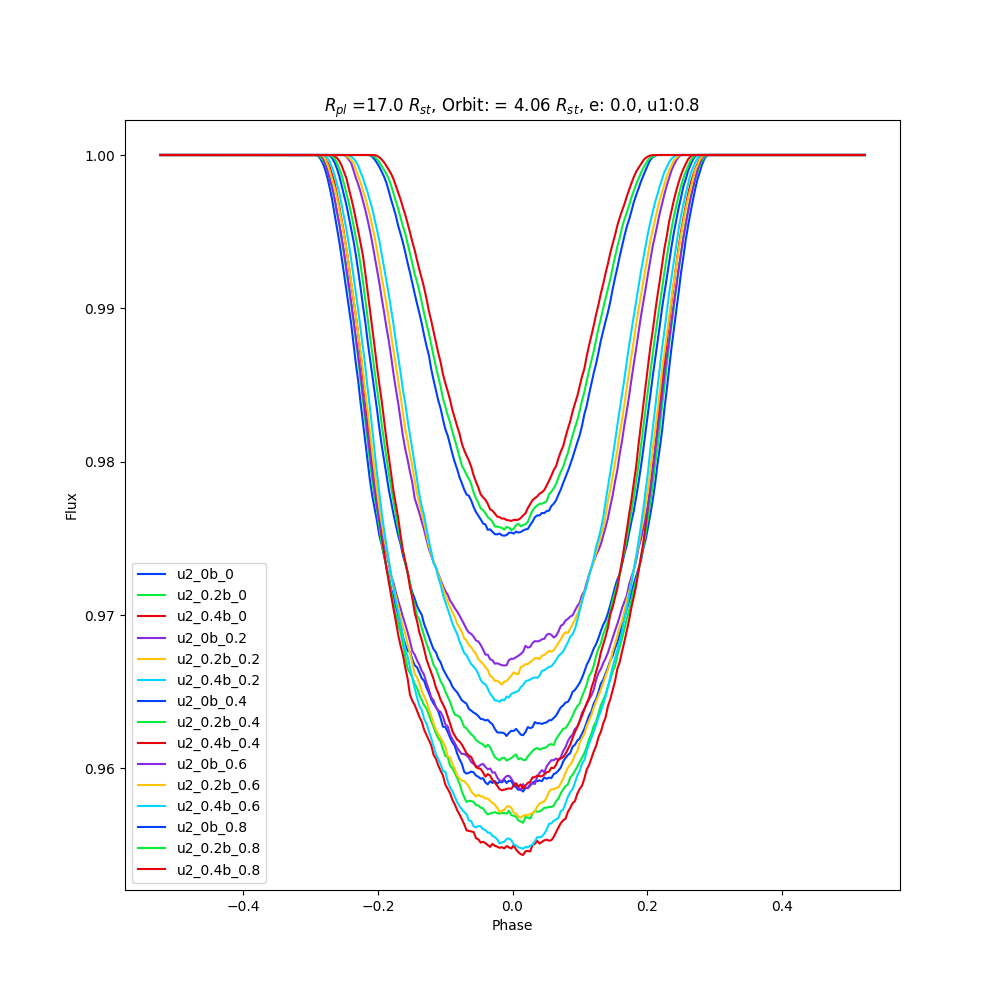 R_pl =17.0 R_st, Orbit: = 4.06 R_st, e: 0.0, u1:0.8
1.00
0.99
0.98
0.97
0.96
Flux
u2_0b_0
u2_0.2b_0
u2_0.4b_0
u2_0b_0.2
u2_0.2b_0.2
u2_0.4b_0.2
u2_0b_0.4
u2_0.2b_0.4
u2_0.4b_0.4
u2_0b_0.6
u2_0.2b_0.6
u2_0.4b_0.6
u2_0b_0.8
u2_0.2b_0.8
u2_0.4b_0.8
−0.4 −0.2 0.0 0.2 0.4
Phase